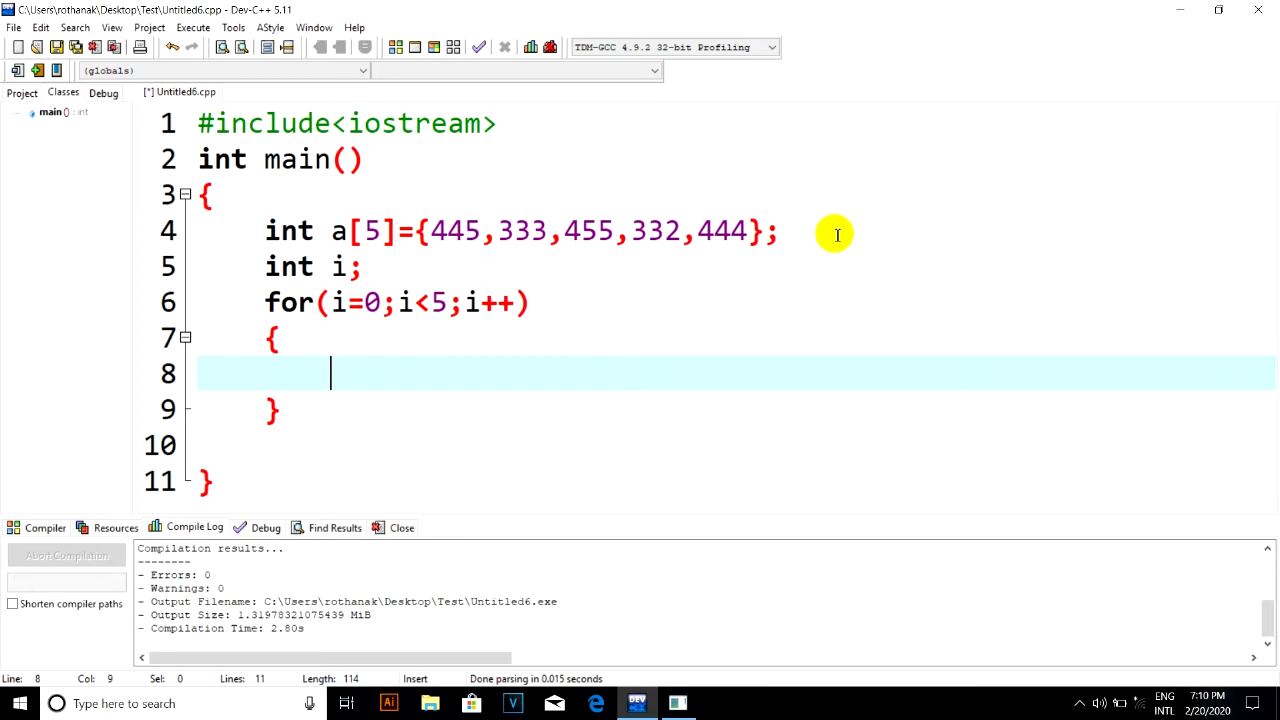 C:\Users\rothanak\Desktop\Test\Untitled6.cpp - Dev-C++ 5.11
File Edit Search View Project Execute Tools AStyle Window Help
TDM-GCC 4.9.2 32-bit Profiling
(globals)
Project Classes Debug [*] Untitled6.cpp
main () : int
1 #include<iostream>
2 int main()
3 {
4 int a[5]={445,333,455,332,444};
5 int i;
6 for(i=0;i<5;i++)
7 {
8
9 }
10
11 }
Compiler Resources Compile Log Debug Find Results Close
Abort Compilation
Shorten compiler paths
Compilation results...
--------
- Errors: 0
- Warnings: 0
- Output Filename: C:\Users\rothanak\Desktop\Test\Untitled6.exe
- Output Size: 1.31978321075439 MiB
- Compilation Time: 2.80s
Line: 8 Col: 9 Sel: 0 Lines: 11 Length: 114 Insert Done parsing in 0.015 seconds
Type here to search
Ai
V
DEV
ENG
INTL
7:10 PM
2/20/2020